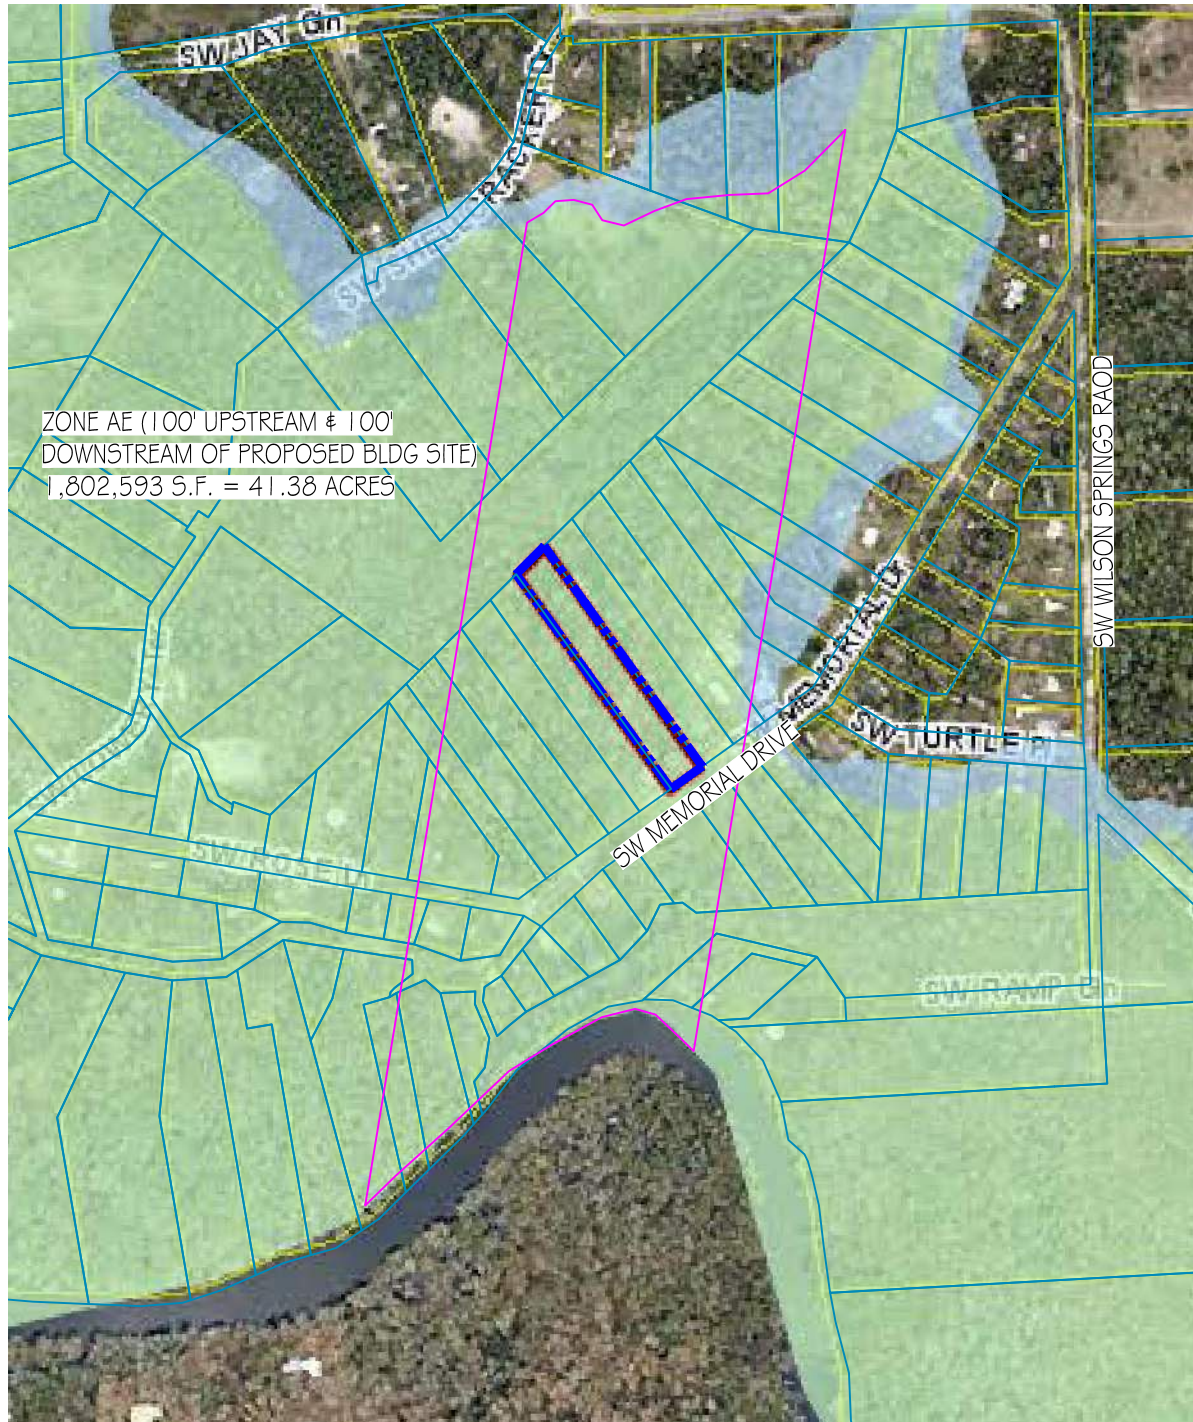 SW JAY Gn
ZONE AE (100' UPSTREAM & 100'
DOWNSTREAM OF PROPOSED BLDG SITE)
1,802,593 S.F. = 41.38 ACRES
SW WILSON SPRINGS RAOD
MEMORIAL Dr
SW TURTLE
SW MEMORIAL DRIVE
SW ROSE ln
SW RAMP Gn